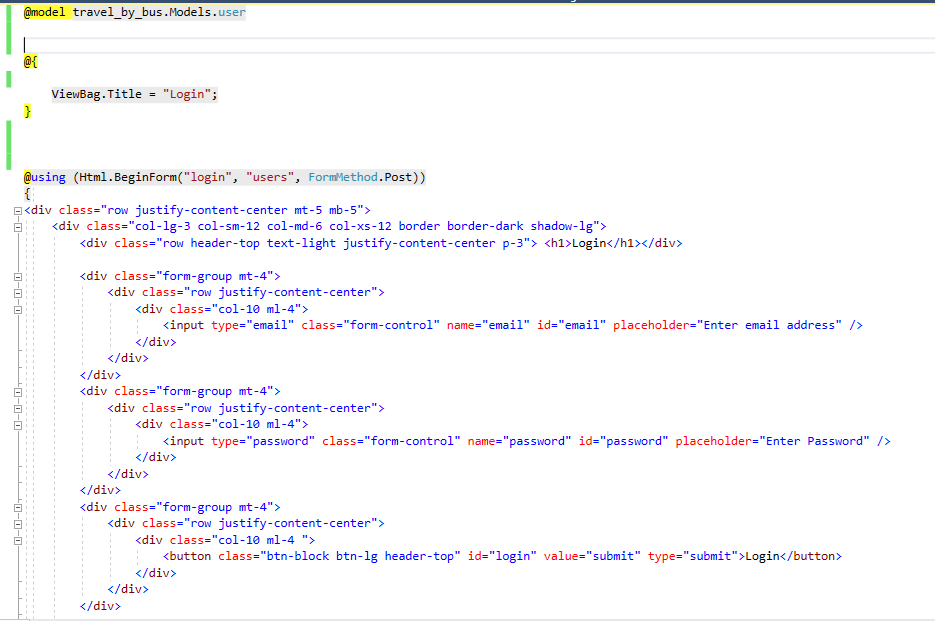 @model travel_by_bus.Models.user
@{
ViewBag.Title = "Login";
}
@using (Html.BeginForm("login", "users", FormMethod.Post))
{
<div class="row justify-content-center mt-5 mb-5">
<div class="col-lg-3 col-sm-12 col-md-6 col-xs-12 border border-dark shadow-lg">
<div class="row header-top text-light justify-content-center p-3"> <h1>Login</h1></div>
<div class="form-group mt-4">
<div class="row justify-content-center">
<div class="col-10 ml-4">
<input type="email" class="form-control" name="email" id="email" placeholder="Enter email address" />
</div>
</div>
</div>
<div class="form-group mt-4">
<div class="row justify-content-center">
<div class="col-10 ml-4">
<input type="password" class="form-control" name="password" id="password" placeholder="Enter Password" />
</div>
</div>
</div>
<div class="form-group mt-4">
<div class="row justify-content-center">
<div class="col-10 ml-4 ">
<button class="btn-block btn-lg header-top" id="login" value="submit" type="submit">Login</button>
</div>
</div>
</div>